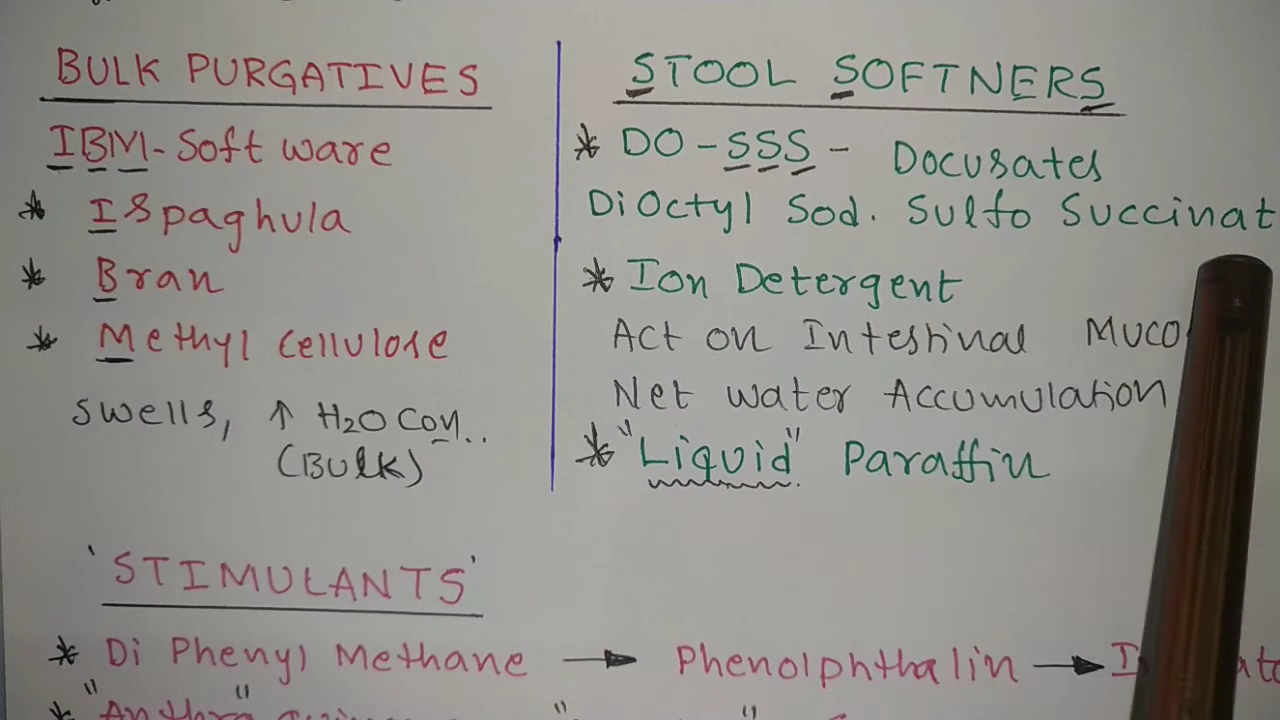 BULK PURGATIVES
IBM-Soft ware
* ISpaghula
* Bran
* Methyl cellulose
Swells, ↑ H2O Con..
(Bulk)
STOOL SOFTNERS
* DO-SSS- Docusates
DiOctyl Sod. Sulfo Succinat
* Ion Detergent
Act on Intestinal Muco
Net water Accumulation
* "Liquid" Paraffin
'STIMULANTS'
* Di Phenyl Methane → Phenolphthalin →